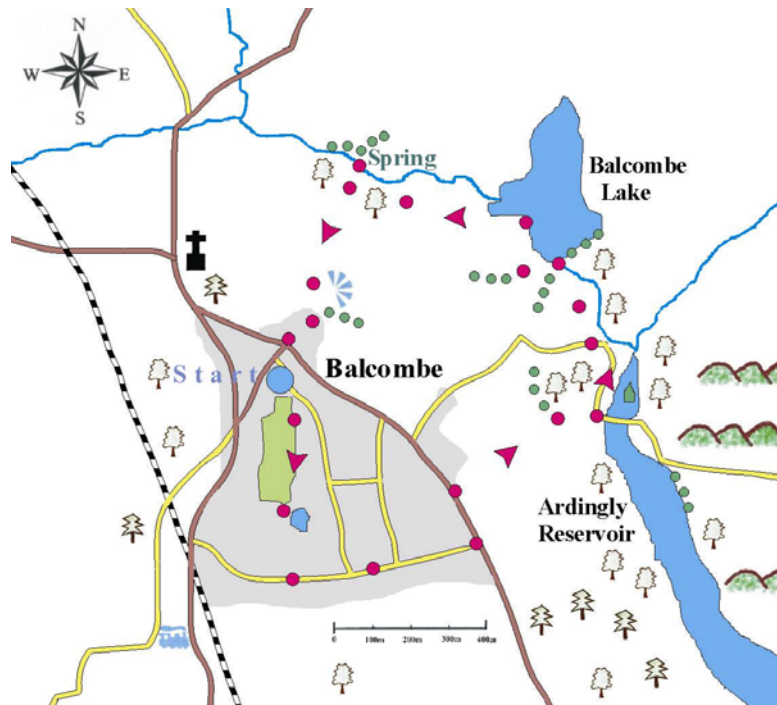 N
W E
S
Spring
Balcombe
Lake
Balcombe
Start
Ardingly
Reservoir
0 100m 200m 300m 400m